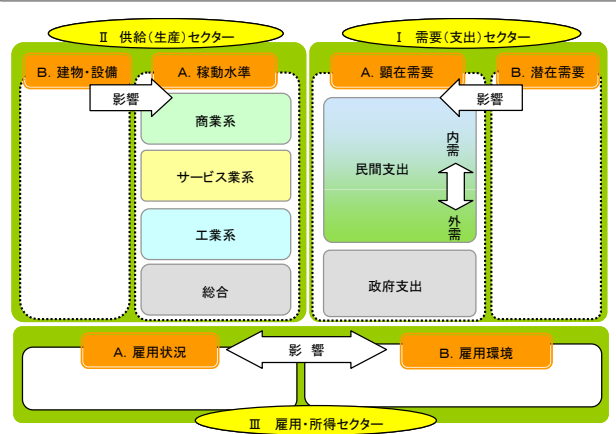 Ⅱ 供給(生産)セクター
Ⅰ 需要(支出)セクター
B. 建物・設備
A. 稼動水準
A. 顕在需要
B. 潜在需要
影響
影響
商業系
サービス業系
工業系
総合
民間支出
内需
外需
政府支出
A. 雇用状況
影 響
B. 雇用環境
Ⅲ 雇用・所得セクター